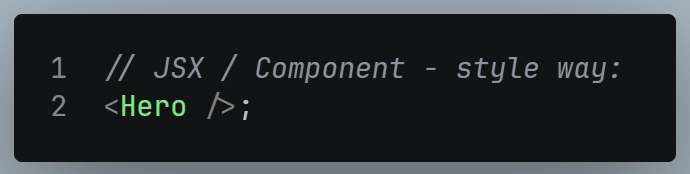 1 // JSX / Component - style way:
2 <Hero />;